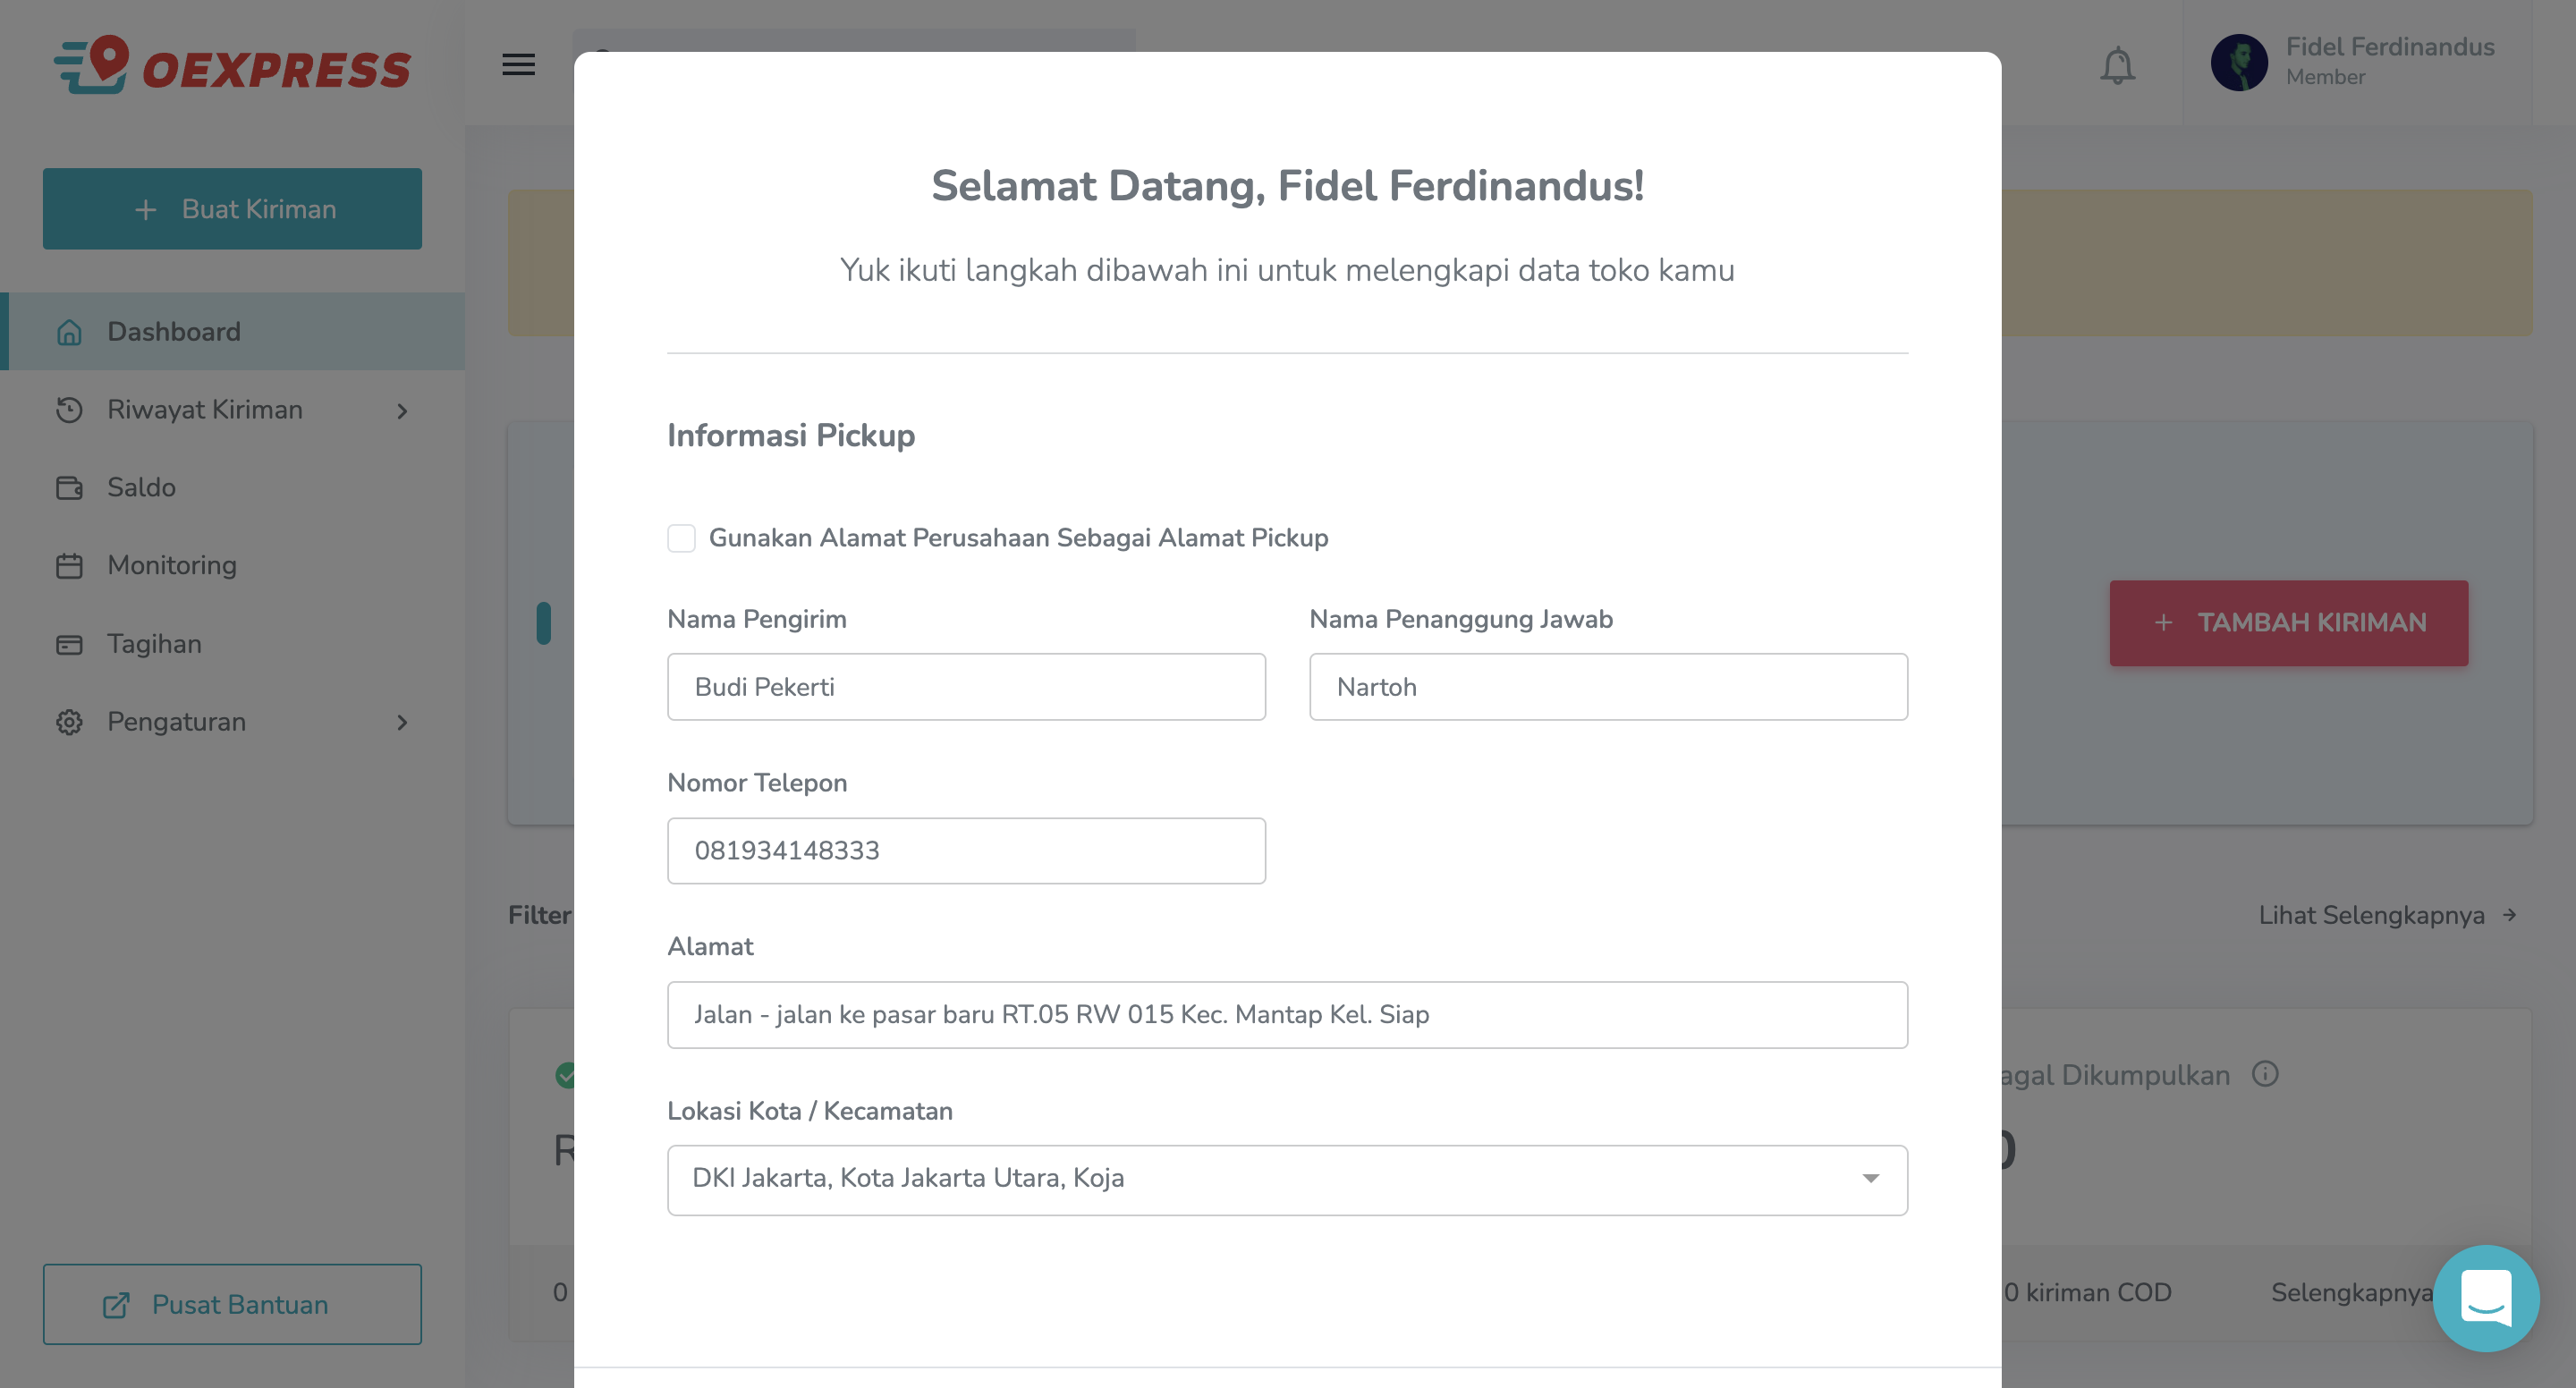 OEXPRESS
Fidel Ferdinandus
Member
+ Buat Kiriman
Dashboard
Riwayat Kiriman
Saldo
Monitoring
Tagihan
Pengaturan
Pusat Bantuan
Selamat Datang, Fidel Ferdinandus!
Yuk ikuti langkah dibawah ini untuk melengkapi data toko kamu
Informasi Pickup
Gunakan Alamat Perusahaan Sebagai Alamat Pickup
Nama Pengirim
Nama Penanggung Jawab
Budi Pekerti
Nartoh
Nomor Telepon
081934148333
Alamat
Jalan - jalan ke pasar baru RT.05 RW 015 Kec. Mantap Kel. Siap
Lokasi Kota / Kecamatan
DKI Jakarta, Kota Jakarta Utara, Koja
+ TAMBAH KIRIMAN
Filter
Lihat Selengkapnya
Dikumpulkan
0
0 kiriman COD
Selengkapnya